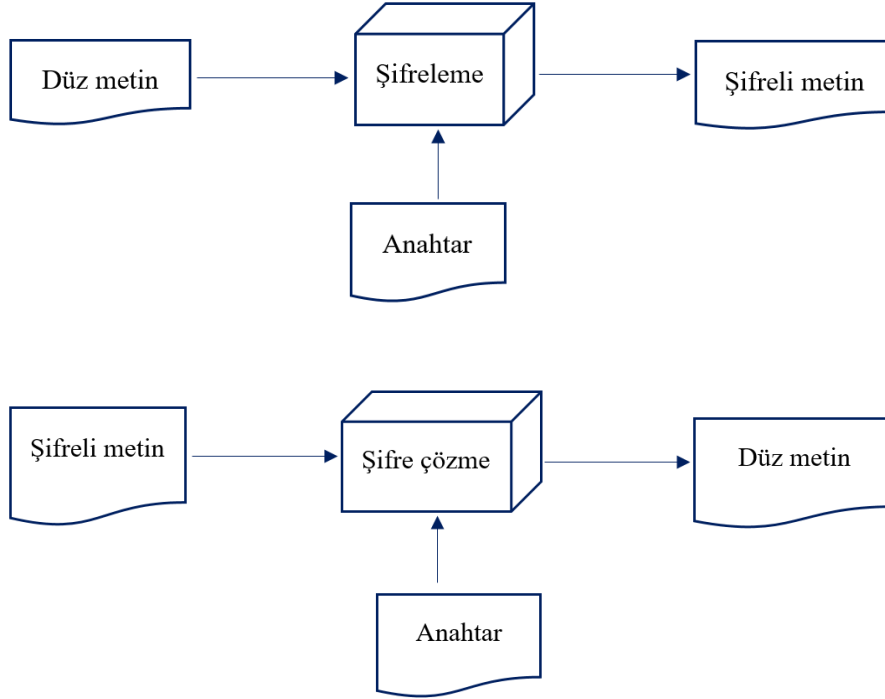 Düz metin
Şifreleme
Şifreli metin
Anahtar
Şifreli metin
Şifre çözme
Düz metin
Anahtar